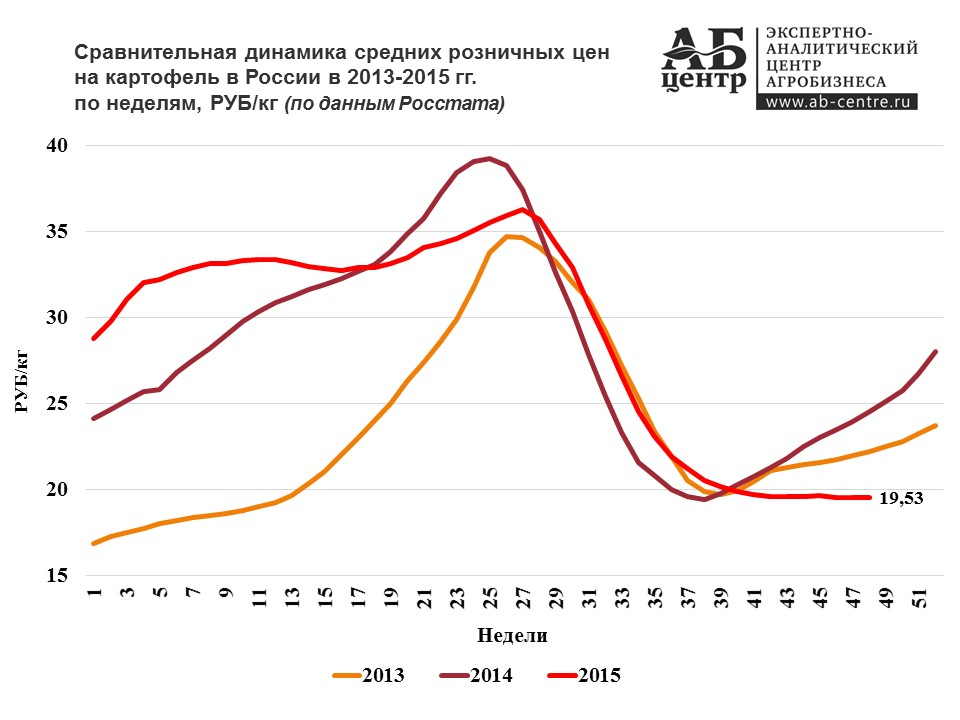 Сравнительная динамика средних розничных цен
на картофель в России в 2013-2015 гг.
по неделям, РУБ/кг (по данным Росстата)
АБ
центр
ЭКСПЕРТНО-
АНАЛИТИЧЕСКИЙ
ЦЕНТР
АГРОБИЗНЕСА
www.ab-centre.ru
40
35
30
25
20
15
РУБ/кг
19,53
1 3 5 7 9 11 13 15 17 19 21 23 25 27 29 31 33 35 37 39 41 43 45 47 49 51
Недели
2013 2014 2015